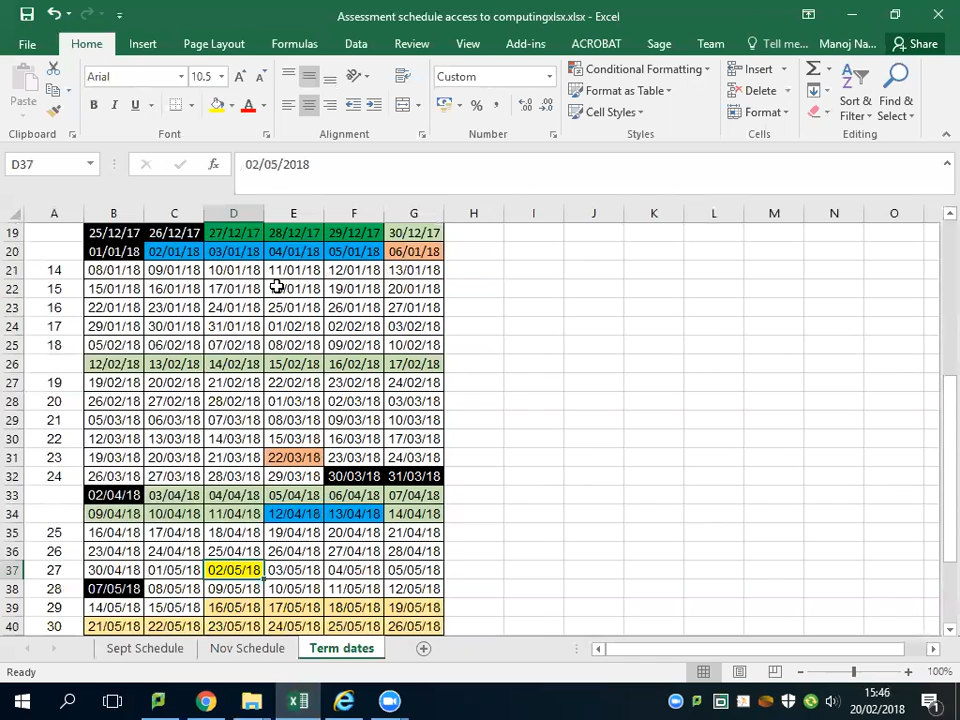 Assessment schedule access to computingxlsx.xlsx - Excel
File Home Insert Page Layout Formulas Data Review View Add-ins ACROBAT Sage Team Tell me... Manoj Na... Share
Paste Arial 10.5 Custom Conditional Formatting Insert
B I U Format as Table Delete Sort & Filter Find & Select
Cell Styles Format
Clipboard Font Alignment Number Styles Cells Editing
D37 fx 02/05/2018
A B C D E F G H I J K L M N O
19 25/12/17 26/12/17 27/12/17 28/12/17 29/12/17 30/12/17
20 01/01/18 02/01/18 03/01/18 04/01/18 05/01/18 06/01/18
21 14 08/01/18 09/01/18 10/01/18 11/01/18 12/01/18 13/01/18
22 15 15/01/18 16/01/18 17/01/18 /01/18 19/01/18 20/01/18
23 16 22/01/18 23/01/18 24/01/18 25/01/18 26/01/18 27/01/18
24 17 29/01/18 30/01/18 31/01/18 01/02/18 02/02/18 03/02/18
25 18 05/02/18 06/02/18 07/02/18 08/02/18 09/02/18 10/02/18
26 12/02/18 13/02/18 14/02/18 15/02/18 16/02/18 17/02/18
27 19 19/02/18 20/02/18 21/02/18 22/02/18 23/02/18 24/02/18
28 20 26/02/18 27/02/18 28/02/18 01/03/18 02/03/18 03/03/18
29 21 05/03/18 06/03/18 07/03/18 08/03/18 09/03/18 10/03/18
30 22 12/03/18 13/03/18 14/03/18 15/03/18 16/03/18 17/03/18
31 23 19/03/18 20/03/18 21/03/18 22/03/18 23/03/18 24/03/18
32 24 26/03/18 27/03/18 28/03/18 29/03/18 30/03/18 31/03/18
33 02/04/18 03/04/18 04/04/18 05/04/18 06/04/18 07/04/18
34 09/04/18 10/04/18 11/04/18 12/04/18 13/04/18 14/04/18
35 25 16/04/18 17/04/18 18/04/18 19/04/18 20/04/18 21/04/18
36 26 23/04/18 24/04/18 25/04/18 26/04/18 27/04/18 28/04/18
37 27 30/04/18 01/05/18 02/05/18 03/05/18 04/05/18 05/05/18
38 28 07/05/18 08/05/18 09/05/18 10/05/18 11/05/18 12/05/18
39 29 14/05/18 15/05/18 16/05/18 17/05/18 18/05/18 19/05/18
40 30 21/05/18 22/05/18 23/05/18 24/05/18 25/05/18 26/05/18
Sept Schedule Nov Schedule Term dates
Ready 100%
15:46
20/02/2018